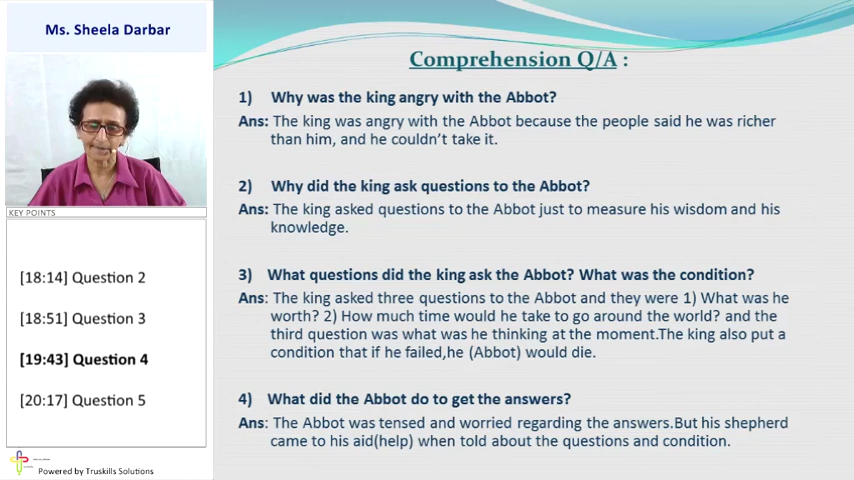 Ms. Sheela Darbar
KEY POINTS
[18:14] Question 2
[18:51] Question 3
[19:43] Question 4
[20:17] Question 5
Powered by Truskills Solutions
Comprehension Q/A :
1) Why was the king angry with the Abbot?
Ans: The king was angry with the Abbot because the people said he was richer
than him, and he couldn't take it.
2) Why did the king ask questions to the Abbot?
Ans: The king asked questions to the Abbot just to measure his wisdom and his
knowledge.
3) What questions did the king ask the Abbot? What was the condition?
Ans: The king asked three questions to the Abbot and they were 1) What was he
worth? 2) How much time would he take to go around the world? and the
third question was what was he thinking at the moment.The king also put a
condition that if he failed,he (Abbot) would die.
4) What did the Abbot do to get the answers?
Ans: The Abbot was tensed and worried regarding the answers.But his shepherd
came to his aid(help) when told about the questions and condition.